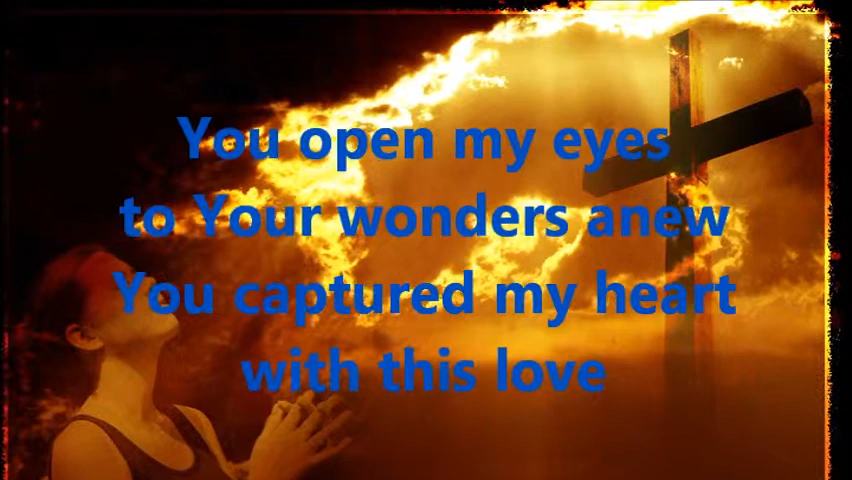 You open my eyes
to Your wonders anew
You captured my heart
with this love